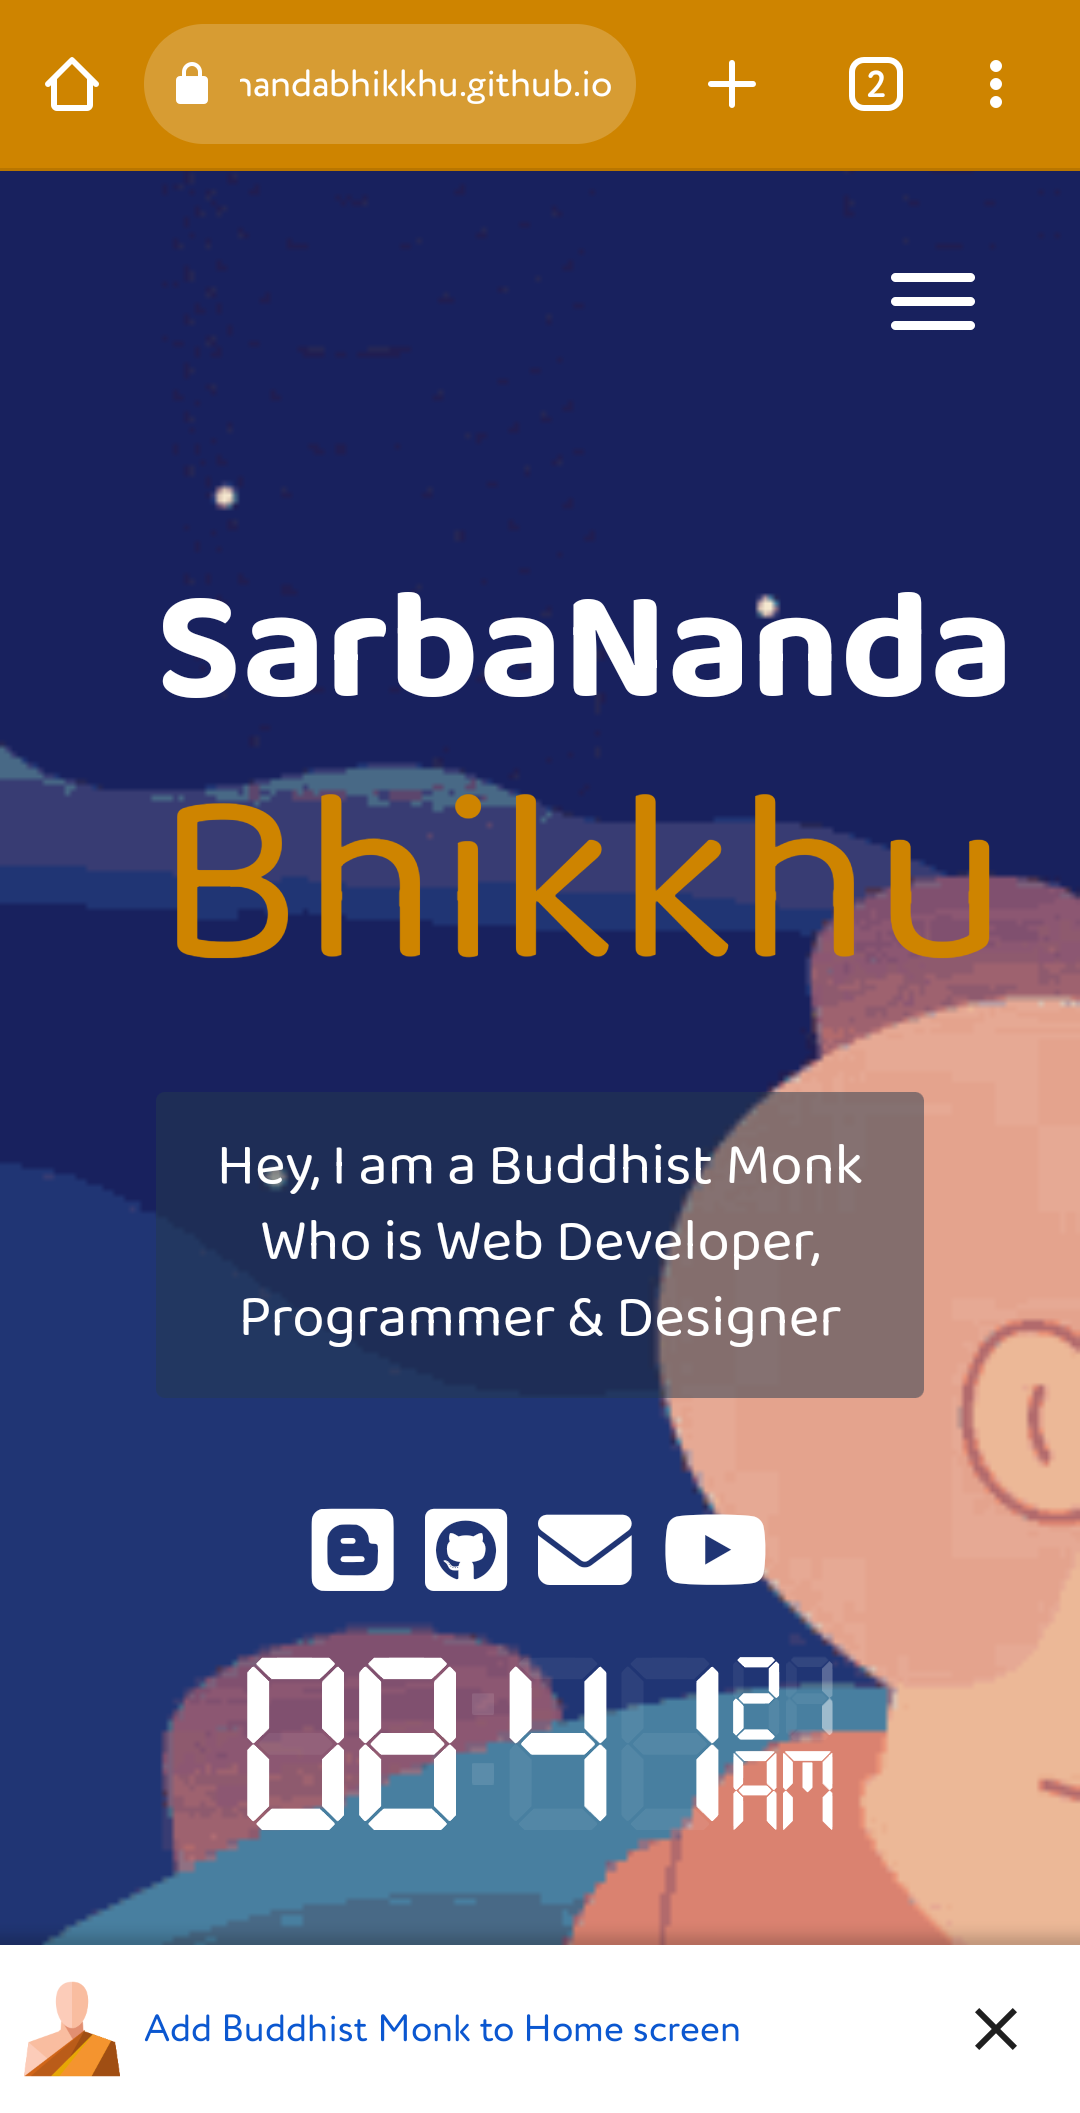 nandabhikkhu.github.io
2
SarbaNanda
Bhikkhu
Hey, I am a Buddhist Monk
Who is Web Developer,
Programmer & Designer
08:41 21 AM
Add Buddhist Monk to Home screen